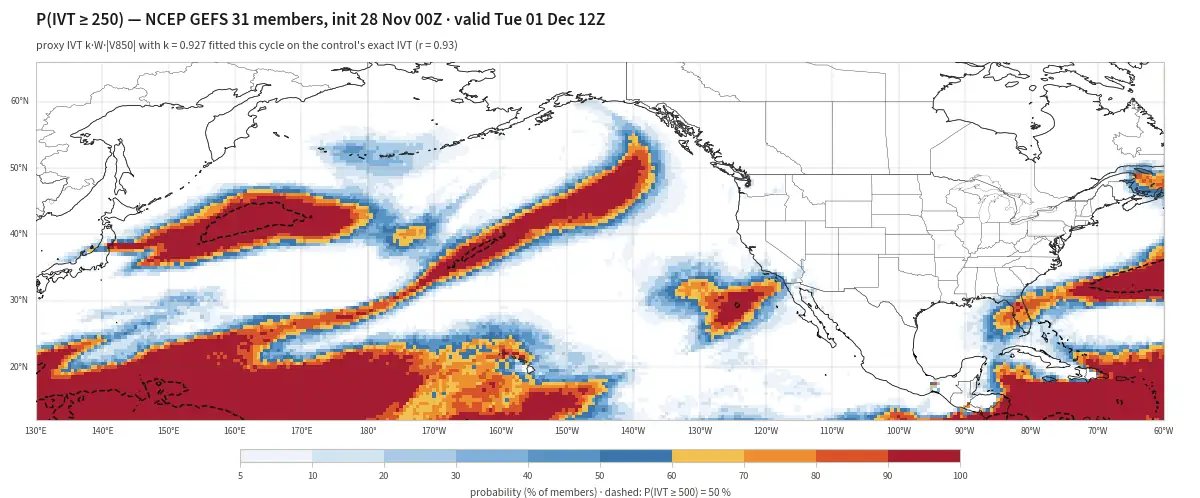 P(IVT ≥ 250) — NCEP GEFS 31 members, init 28 Nov 00Z · valid Tue 01 Dec 12Z
proxy IVT k·W·|V850| with k = 0.927 fitted this cycle on the control's exact IVT (r = 0.93)
60°N
50°N
40°N
30°N
20°N
130°E 140°E 150°E 160°E 170°E 180° 170°W 160°W 150°W 140°W 130°W 120°W 110°W 100°W 90°W 80°W 70°W 60°W
5 10 20 30 40 50 60 70 80 90 100
probability (% of members) · dashed: P(IVT ≥ 500) = 50 %